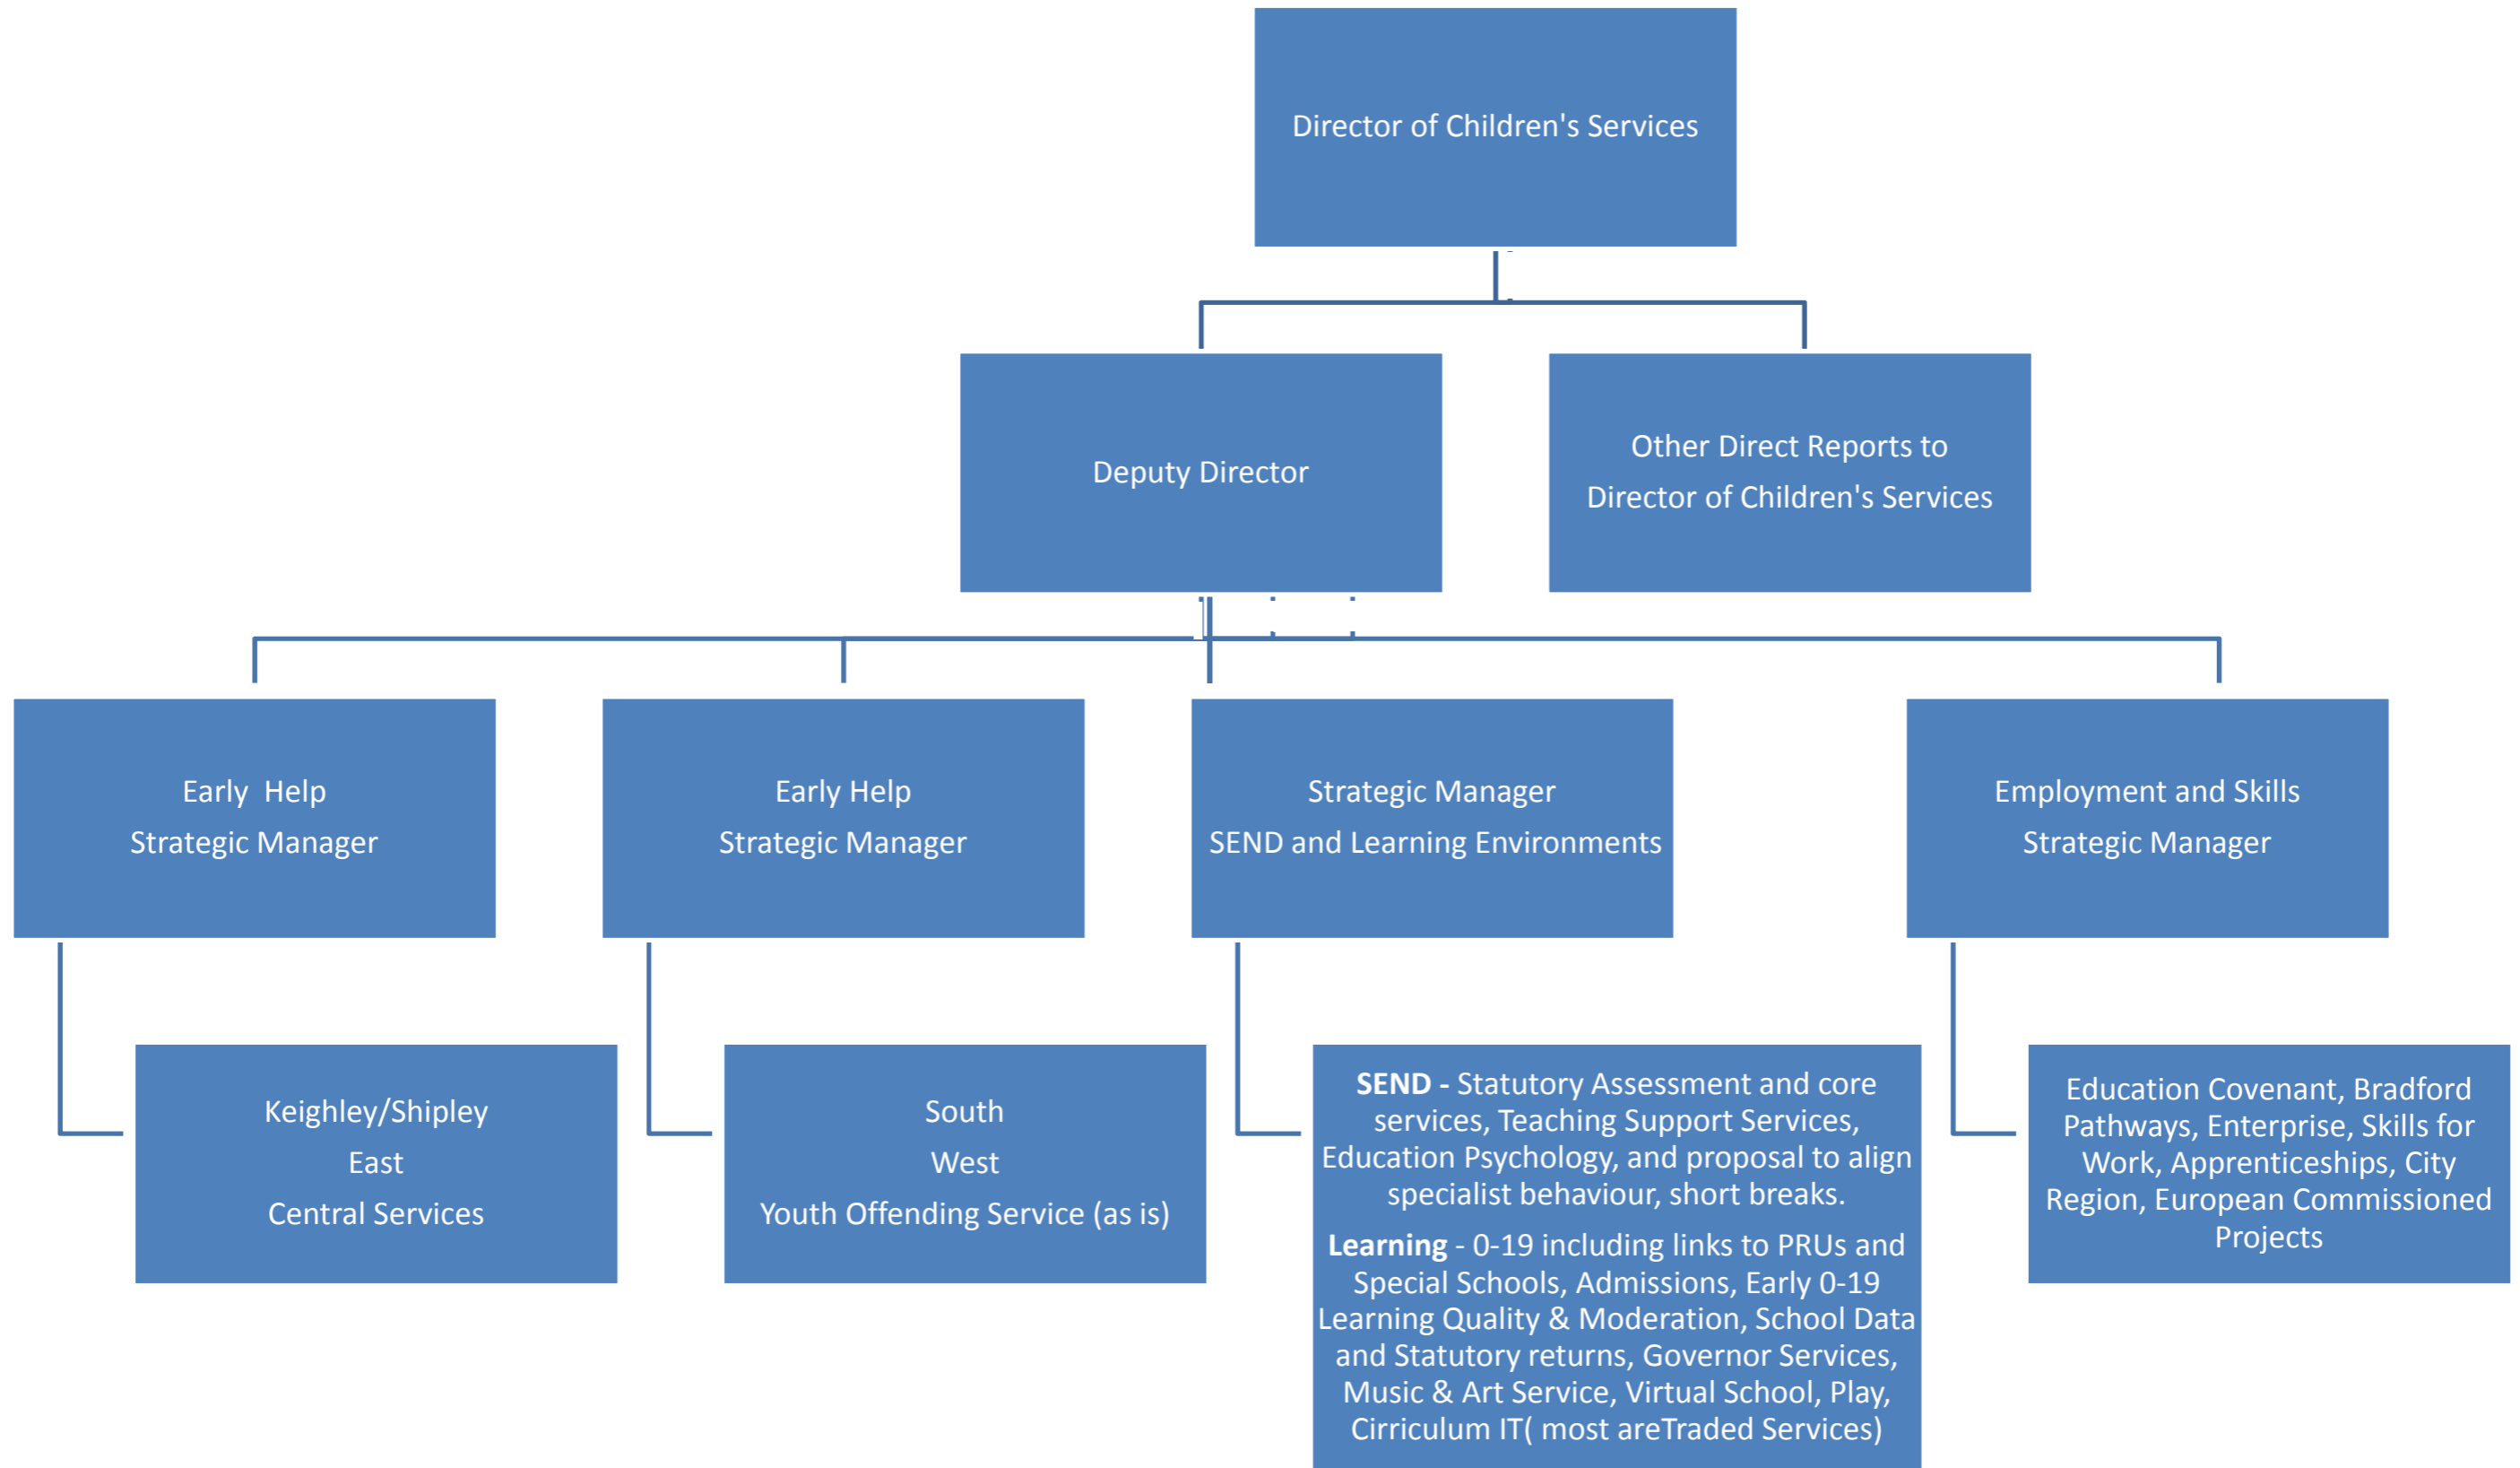 Director of Children's Services
Deputy Director
Other Direct Reports to
Director of Children's Services
Early  Help
Strategic Manager
Early Help
Strategic Manager
Strategic Manager
SEND and Learning Environments
Employment and Skills
Strategic Manager
Keighley/Shipley
East
Central Services
South
West
Youth Offending Service (as is)
SEND - Statutory Assessment and core
services, Teaching Support Services,
Education Psychology, and proposal to align
specialist behaviour, short breaks.
Learning - 0-19 including links to PRUs and
Special Schools, Admissions, Early 0-19
Learning Quality & Moderation, School Data
and Statutory returns, Governor Services,
Music & Art Service, Virtual School, Play,
Cirriculum IT( most areTraded Services)
Education Covenant, Bradford
Pathways, Enterprise, Skills for
Work, Apprenticeships, City
Region, European Commissioned
Projects